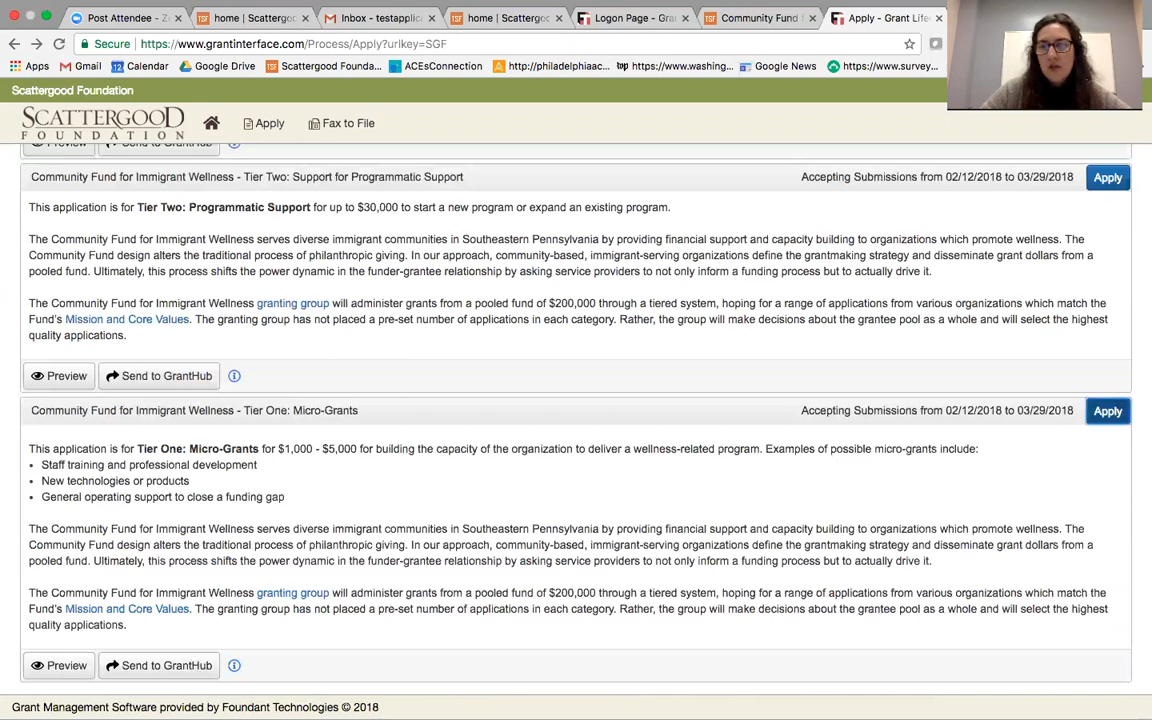 Post Attendee - Z
home | Scattergoo
Inbox - testapplic
home | Scattergoo
Logon Page - Gra
Community Fund
Apply - Grant Life
Secure
https://www.grantinterface.com/Process/Apply?urlkey=SGF
Apps
Gmail
Calendar
Google Drive
Scattergood Founda...
ACEsConnection
http://philadelphiaac...
https://www.washing...
Google News
https://www.survey...
Scattergood Foundation
SCATTERGOOD
FOUNDATION
Apply
Fax to File
Preview
Send to GrantHub
Community Fund for Immigrant Wellness - Tier Two: Support for Programmatic Support
Accepting Submissions from 02/12/2018 to 03/29/2018
Apply
This application is for Tier Two: Programmatic Support for up to $30,000 to start a new program or expand an existing program.
The Community Fund for Immigrant Wellness serves diverse immigrant communities in Southeastern Pennsylvania by providing financial support and capacity building to organizations which promote wellness. The
Community Fund design alters the traditional process of philanthropic giving. In our approach, community-based, immigrant-serving organizations define the grantmaking strategy and disseminate grant dollars from a
pooled fund. Ultimately, this process shifts the power dynamic in the funder-grantee relationship by asking service providers to not only inform a funding process but to actually drive it.
The Community Fund for Immigrant Wellness granting group will administer grants from a pooled fund of $200,000 through a tiered system, hoping for a range of applications from various organizations which match the
Fund's Mission and Core Values. The granting group has not placed a pre-set number of applications in each category. Rather, the group will make decisions about the grantee pool as a whole and will select the highest
quality applications.
Preview
Send to GrantHub
Community Fund for Immigrant Wellness - Tier One: Micro-Grants
Accepting Submissions from 02/12/2018 to 03/29/2018
Apply
This application is for Tier One: Micro-Grants for $1,000 - $5,000 for building the capacity of the organization to deliver a wellness-related program. Examples of possible micro-grants include:
• Staff training and professional development
• New technologies or products
• General operating support to close a funding gap
The Community Fund for Immigrant Wellness serves diverse immigrant communities in Southeastern Pennsylvania by providing financial support and capacity building to organizations which promote wellness. The
Community Fund design alters the traditional process of philanthropic giving. In our approach, community-based, immigrant-serving organizations define the grantmaking strategy and disseminate grant dollars from a
pooled fund. Ultimately, this process shifts the power dynamic in the funder-grantee relationship by asking service providers to not only inform a funding process but to actually drive it.
The Community Fund for Immigrant Wellness granting group will administer grants from a pooled fund of $200,000 through a tiered system, hoping for a range of applications from various organizations which match the
Fund's Mission and Core Values. The granting group has not placed a pre-set number of applications in each category. Rather, the group will make decisions about the grantee pool as a whole and will select the highest
quality applications.
Preview
Send to GrantHub
Grant Management Software provided by Foundant Technologies © 2018